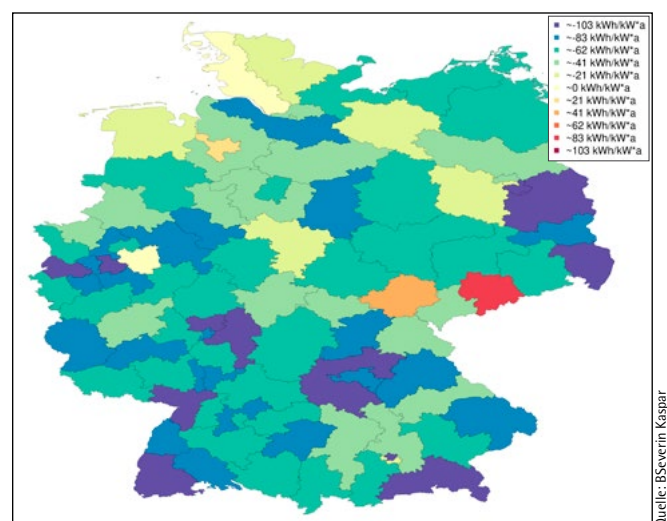 ~-103 kWh/kW*a
~-83 kWh/kW*a
~-62 kWh/kW*a
~-41 kWh/kW*a
~-21 kWh/kW*a
~0 kWh/kW*a
~21 kWh/kW*a
~41 kWh/kW*a
~62 kWh/kW*a
~83 kWh/kW*a
~103 kWh/kW*a
Quelle: BSeverin Kaspar